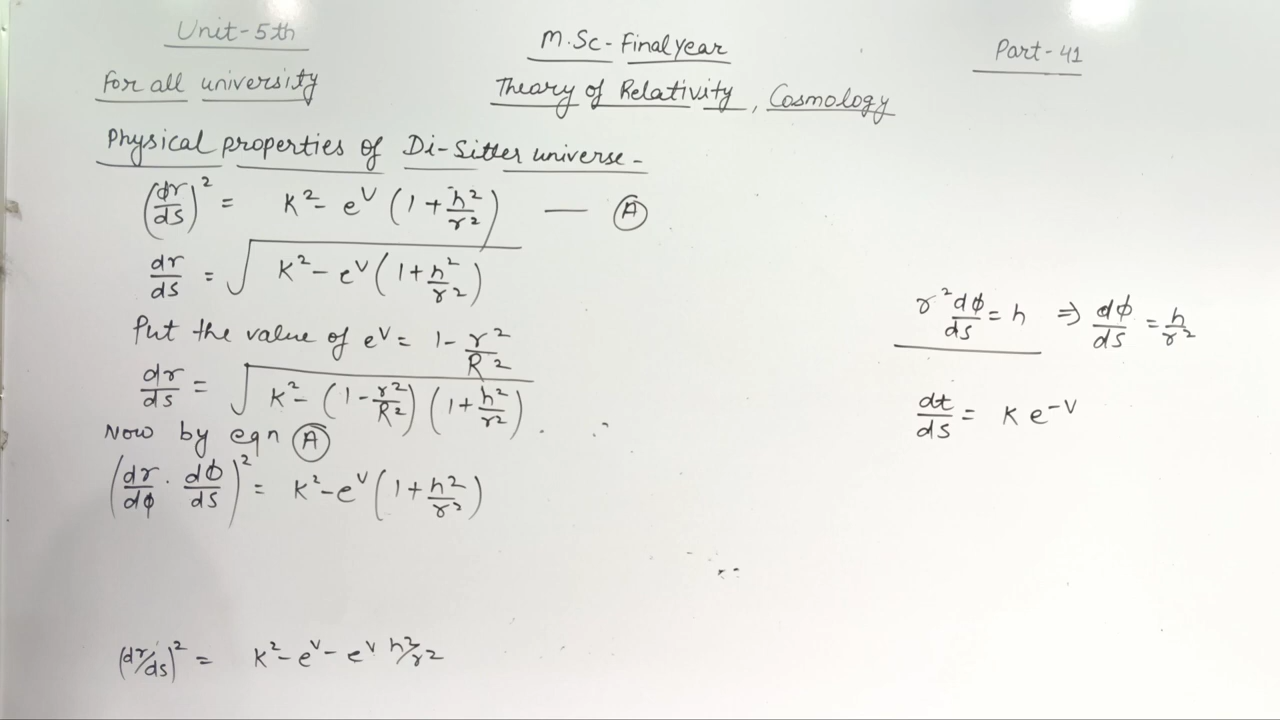 Unit-5th
M.Sc-Final year
Part-41
For all university
Theory of Relativity, Cosmology
Physical properties of Di-Sitter universe-
(dr/ds)² = K² - e^ν (1 + h²/r²) — Ⓐ
dr/ds = √(K² - e^ν (1 + h²/r²))
r² dφ/ds = h ⇒ dφ/ds = h/r²
Put the value of e^ν = 1 - r²/R²
dr/ds = √(K² - (1 - r²/R²) (1 + h²/r²))
dt/ds = K e^-ν
Now by eqn Ⓐ
(dr/dφ · dφ/ds)² = K² - e^ν (1 + h²/r²)
(dr/ds)² = K² - e^ν - e^ν h²/r²